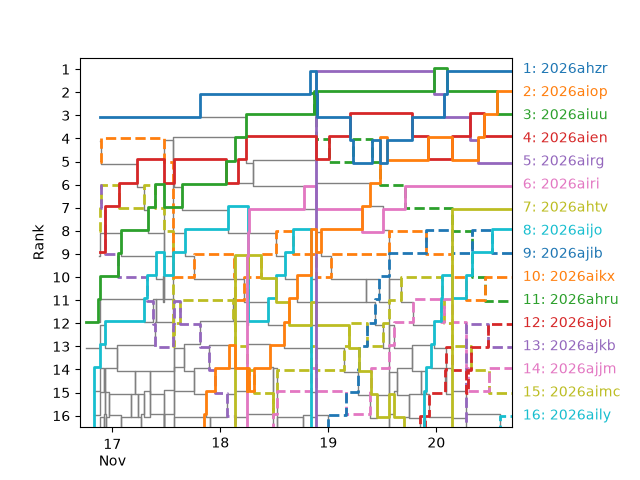 1
2
3
4
5
6
7
8
9
10
11
12
13
14
15
16
Rank
17
18
19
20
Nov
1: 2026ahzr
2: 2026aiop
3: 2026aiuu
4: 2026aien
5: 2026airg
6: 2026airi
7: 2026ahtv
8: 2026aijo
9: 2026ajib
10: 2026aikx
11: 2026ahru
12: 2026ajoi
13: 2026ajkb
14: 2026ajjm
15: 2026aimc
16: 2026aily